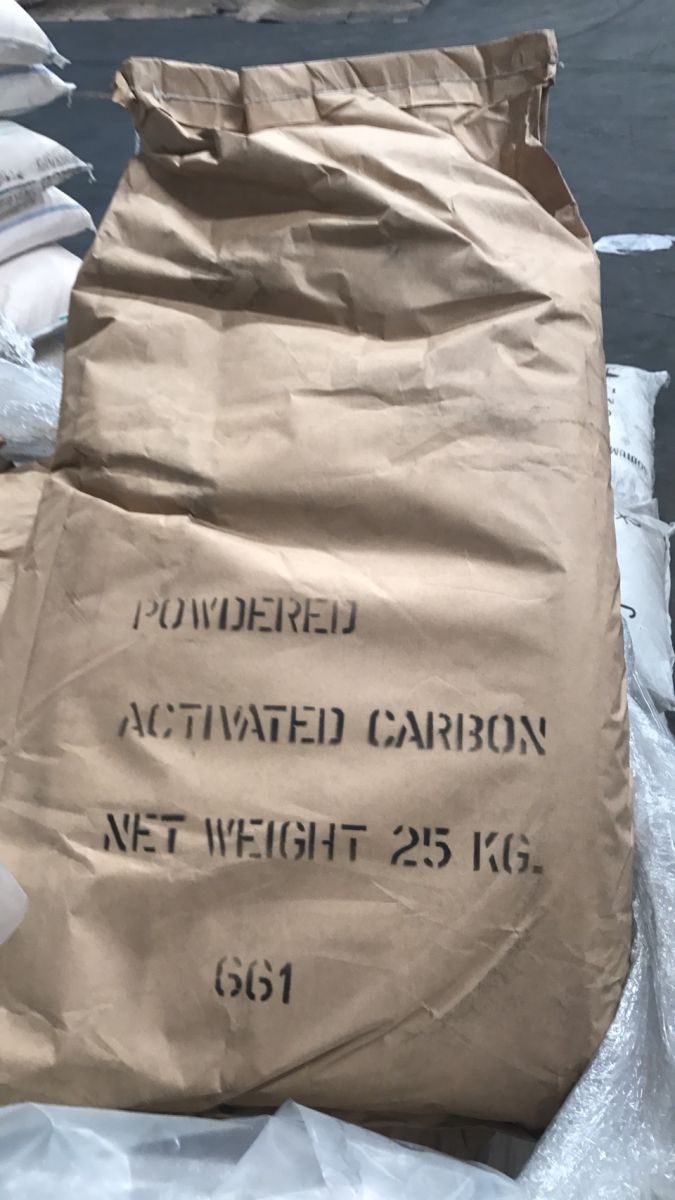 POWDERED
ACTIVATED CARBON
NET WEIGHT 25 KG.
661